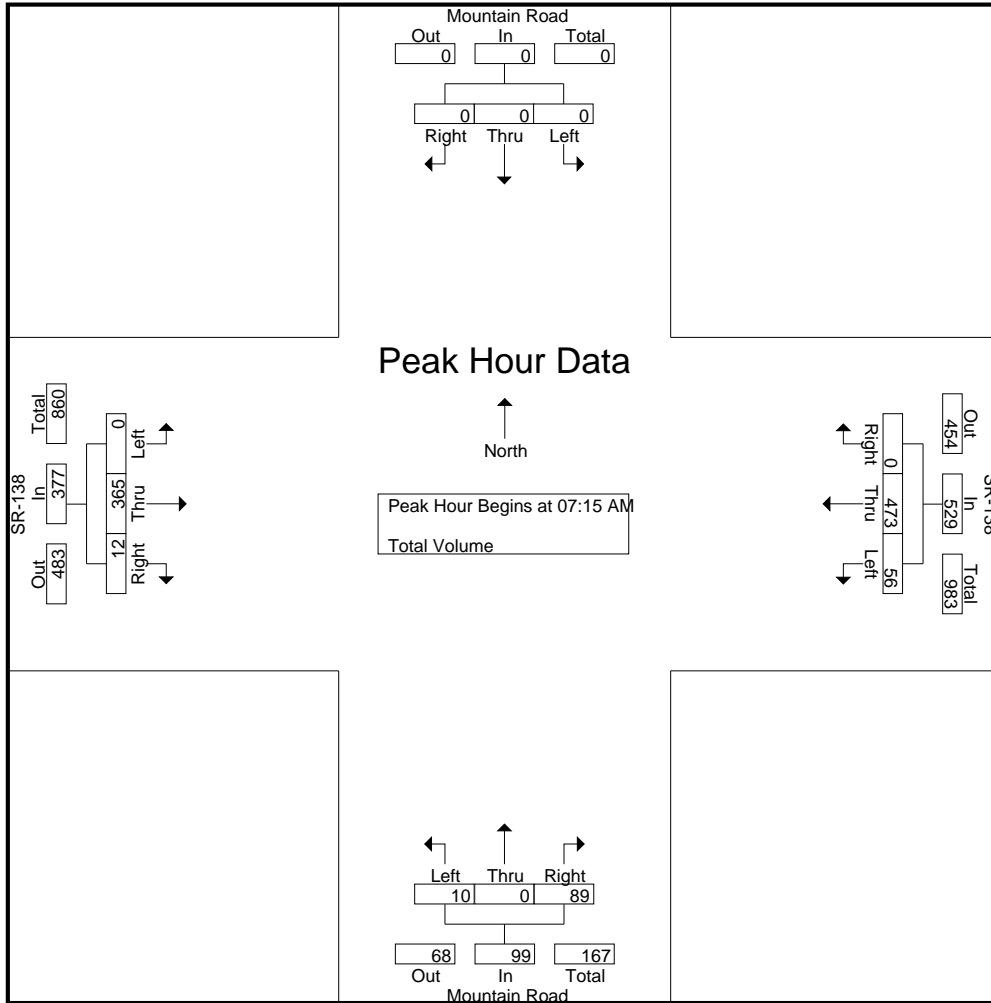 Mountain Road
Out In Total
0 0 0
0 0 0
Right Thru Left
Peak Hour Data
North
Peak Hour Begins at 07:15 AM
Total Volume
SR-138
Out In Total
483 377 860
12 365 0
Right Thru Left
SR-138
Out In Total
454 529 983
0 473 56
Right Thru Left
Left Thru Right
10 0 89
68 99 167
Out In Total
Mountain Road